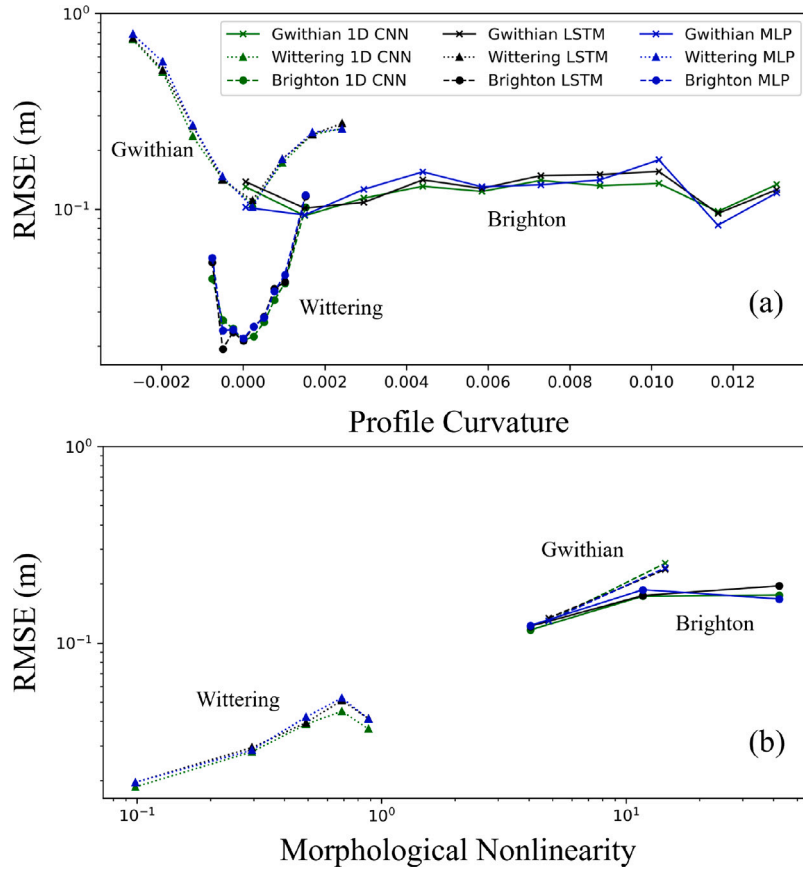 10⁰
10⁻¹
RMSE (m)
Gwithian 1D CNN
Wittering 1D CNN
Brighton 1D CNN
Gwithian LSTM
Wittering LSTM
Brighton LSTM
Gwithian MLP
Wittering MLP
Brighton MLP
Gwithian
Brighton
Wittering
(a)
−0.002 0.000 0.002 0.004 0.006 0.008 0.010 0.012
Profile Curvature
10⁰
10⁻¹
RMSE (m)
Gwithian
Brighton
Wittering
(b)
10⁻¹ 10⁰ 10¹
Morphological Nonlinearity